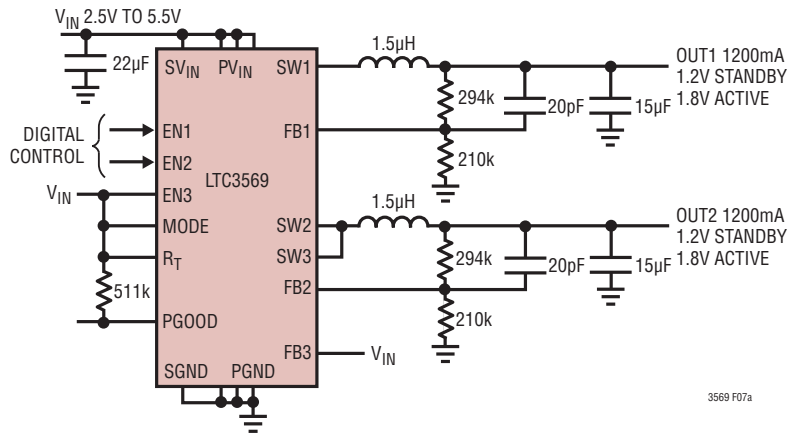 VIN 2.5V TO 5.5V
22µF
SVIN PVIN SW1
1.5µH
OUT1 1200mA
1.2V STANDBY
1.8V ACTIVE
294k
20pF
15µF
DIGITAL
CONTROL
EN1
EN2
FB1
210k
LTC3569
VIN
EN3
MODE
RT
511k
PGOOD
1.5µH
SW2
SW3
OUT2 1200mA
1.2V STANDBY
1.8V ACTIVE
294k
20pF
15µF
FB2
210k
FB3
VIN
SGND PGND
3569 F07a